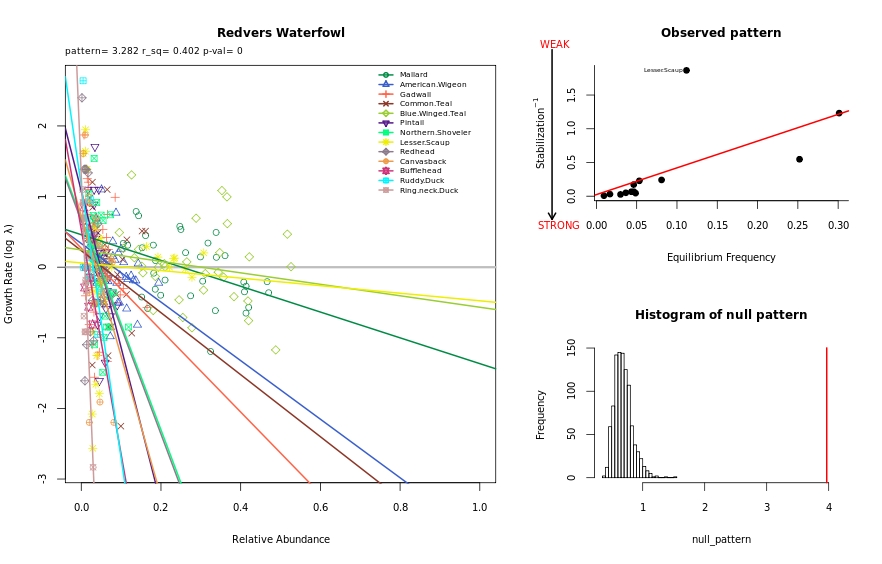 Redvers Waterfowl
pattern= 3.282 r_sq= 0.402 p-val= 0
Growth Rate (log λ)
2
1
0
-1
-2
-3
0.0
0.2
0.4
0.6
0.8
1.0
Relative Abundance
Mallard
American.Wigeon
Gadwall
Common.Teal
Blue.Winged.Teal
Pintail
Northern.Shoveler
Lesser.Scaup
Redhead
Canvasback
Bufflehead
Ruddy.Duck
Ring.neck.Duck
Observed pattern
WEAK
STRONG
Stabilization⁻¹
LesserScaup
1.5
1.0
0.5
0.0
0.00
0.05
0.10
0.15
0.20
0.25
0.30
Equilibrium Frequency
Histogram of null pattern
Frequency
150
100
50
0
1
2
3
4
null_pattern